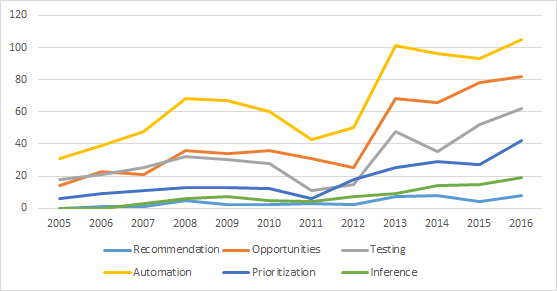 120
100
80
60
40
20
0
2005 2006 2007 2008 2009 2010 2011 2012 2013 2014 2015 2016
Recommendation Opportunities Testing
Automation Prioritization Inference